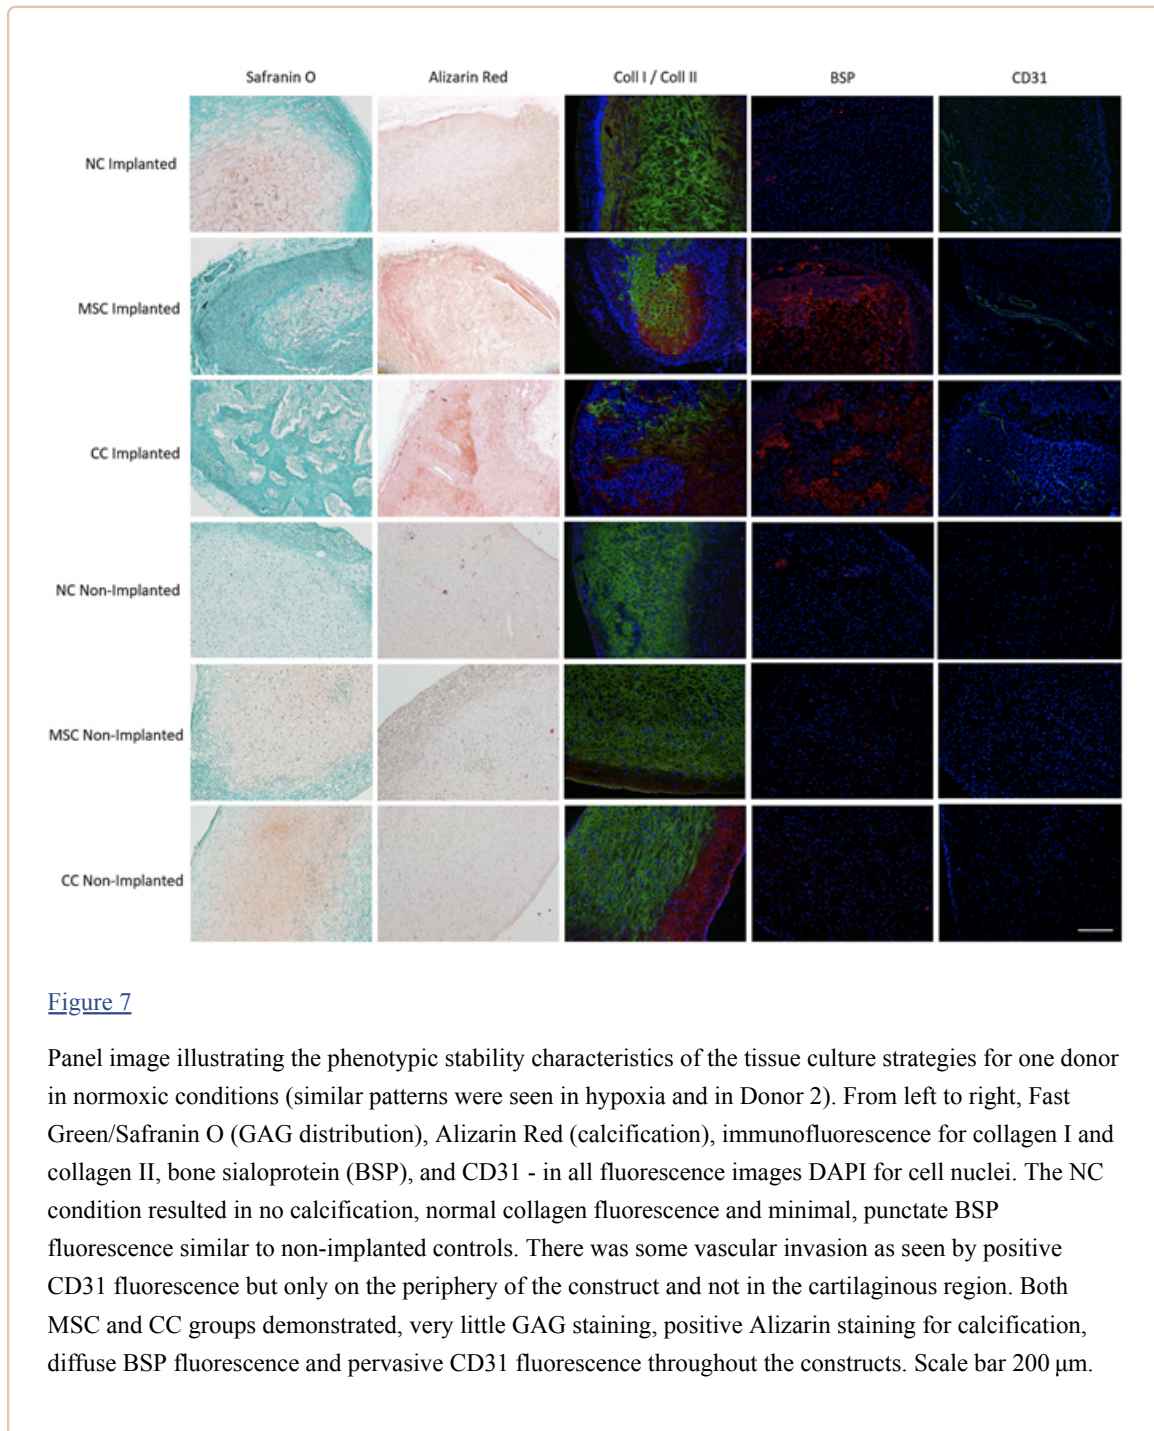 Safranin O Alizarin Red Coll I / Coll II BSP CD31
NC Implanted
MSC Implanted
CC Implanted
NC Non-Implanted
MSC Non-Implanted
CC Non-Implanted
Figure 7
Panel image illustrating the phenotypic stability characteristics of the tissue culture strategies for one donor
in normoxic conditions (similar patterns were seen in hypoxia and in Donor 2). From left to right, Fast
Green/Safranin O (GAG distribution), Alizarin Red (calcification), immunofluorescence for collagen I and
collagen II, bone sialoprotein (BSP), and CD31 - in all fluorescence images DAPI for cell nuclei. The NC
condition resulted in no calcification, normal collagen fluorescence and minimal, punctate BSP
fluorescence similar to non-implanted controls. There was some vascular invasion as seen by positive
CD31 fluorescence but only on the periphery of the construct and not in the cartilaginous region. Both
MSC and CC groups demonstrated, very little GAG staining, positive Alizarin staining for calcification,
diffuse BSP fluorescence and pervasive CD31 fluorescence throughout the constructs. Scale bar 200 μm.